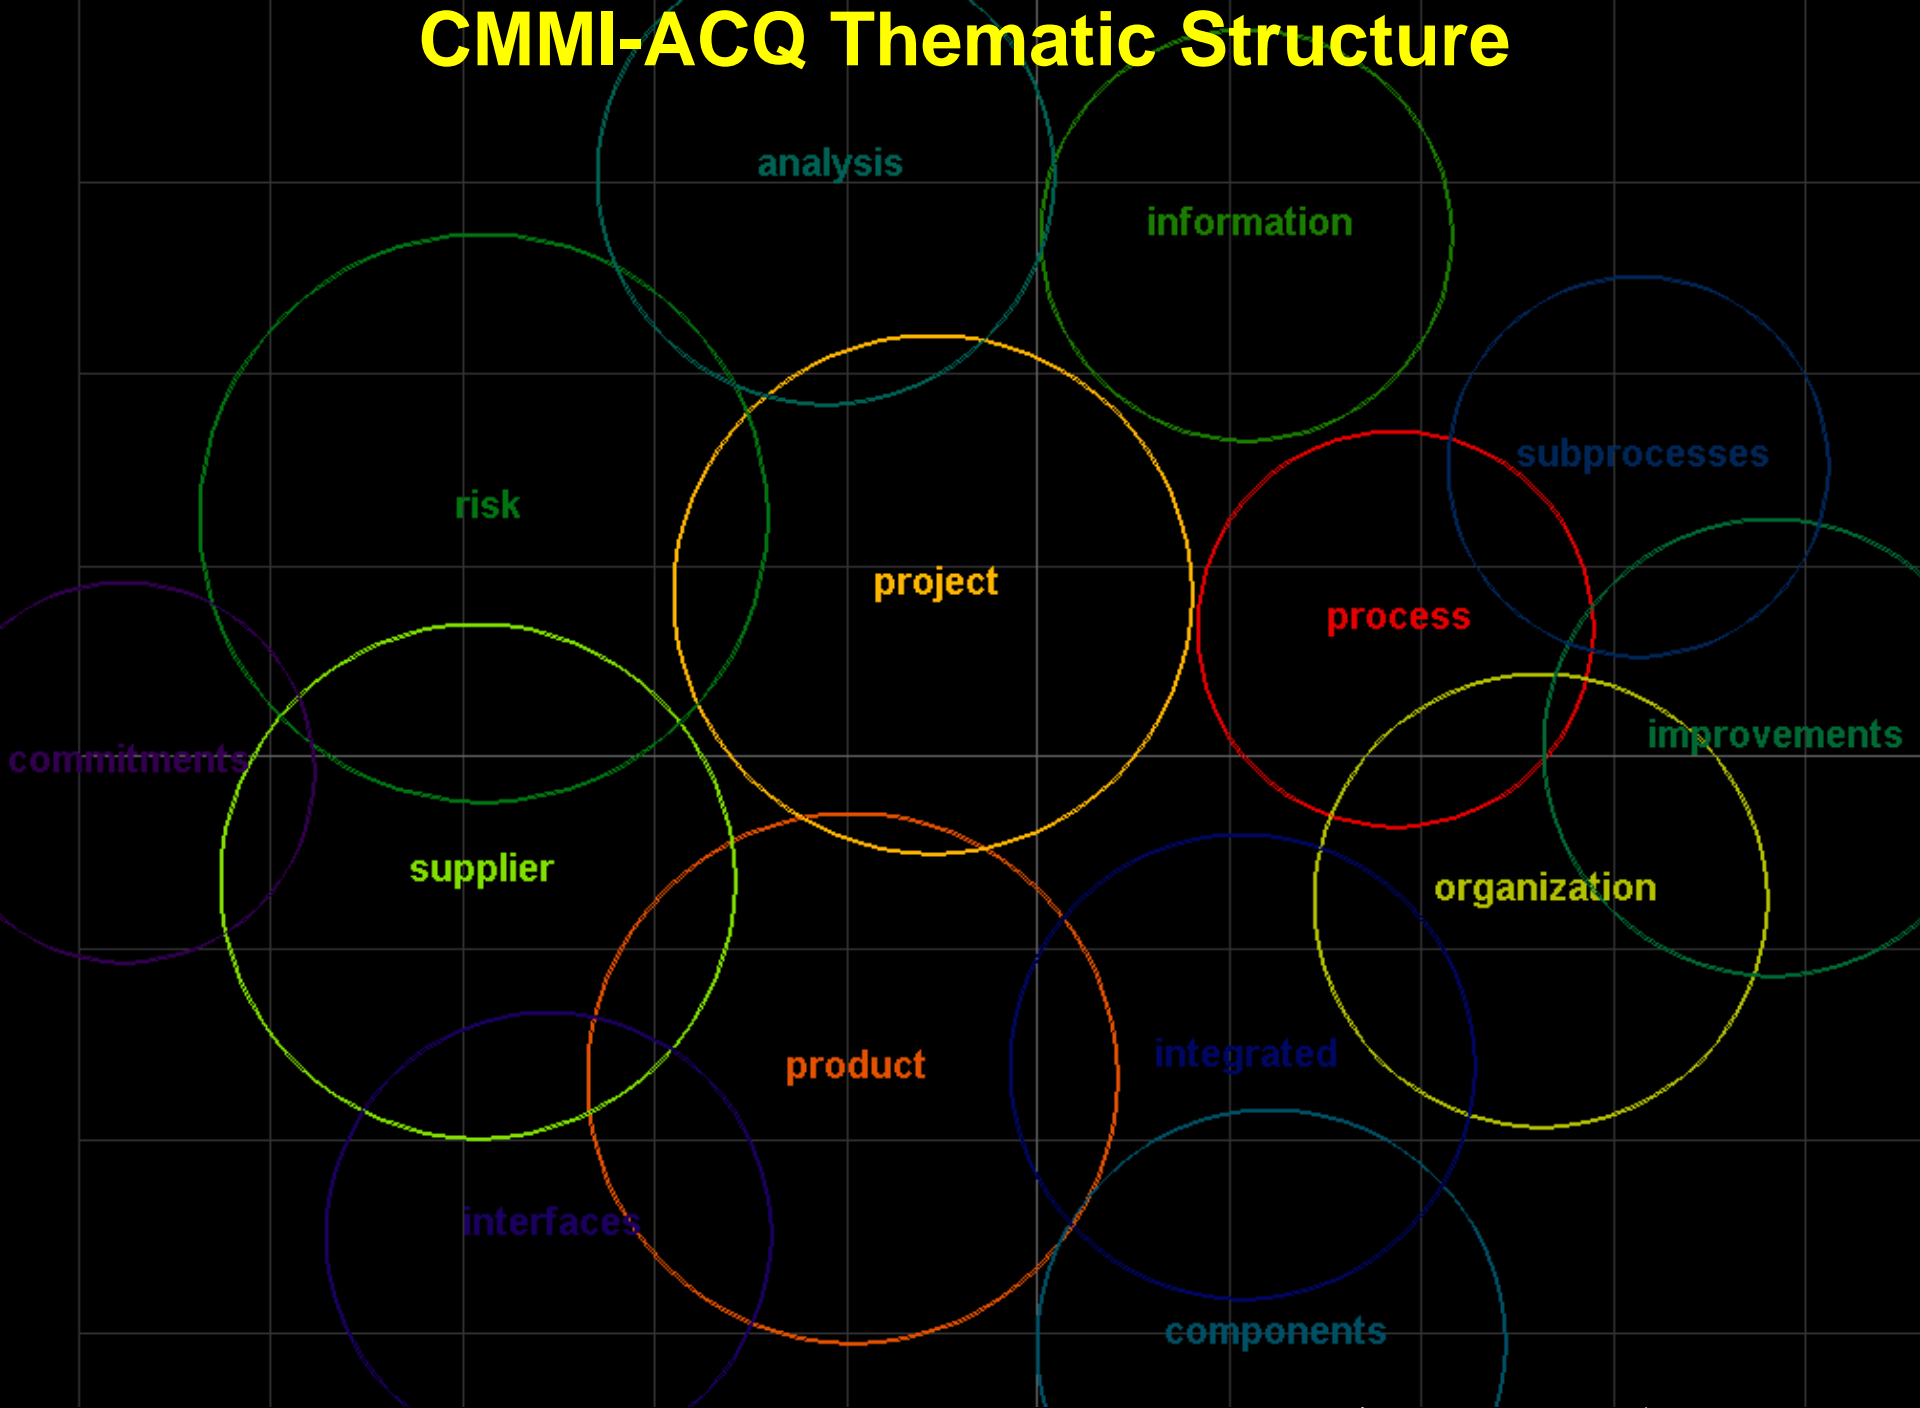 CMMI-ACQ Thematic Structure
analysis
information
subprocesses
risk
project
process
improvements
commitments
supplier
organization
integrated
product
interfaces
components